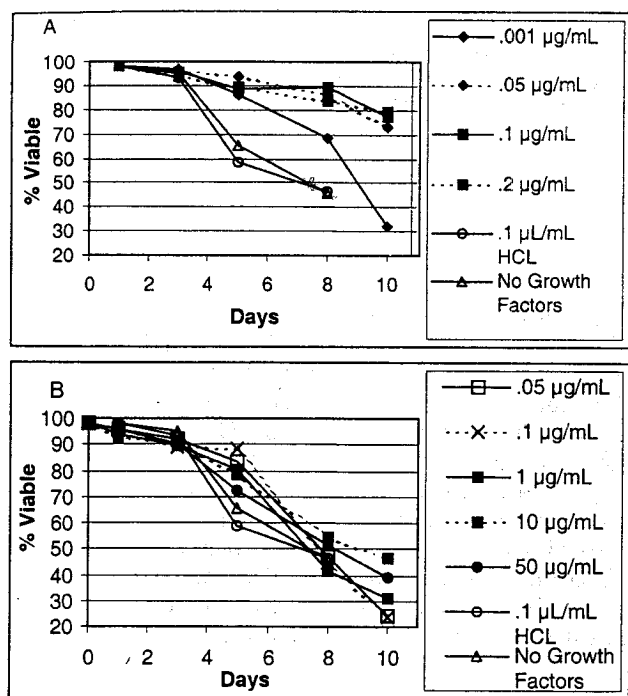 A
% Viable
100
90
80
70
60
50
40
30
20
0 2 4 6 8 10
Days
.001 µg/mL
.05 µg/mL
.1 µg/mL
.2 µg/mL
.1 µL/mL
HCL
No Growth
Factors
B
% Viable
100
90
80
70
60
50
40
30
20
0 2 4 6 8 10
Days
.05 µg/mL
.1 µg/mL
1 µg/mL
10 µg/mL
50 µg/mL
.1 µL/mL
HCL
No Growth
Factors